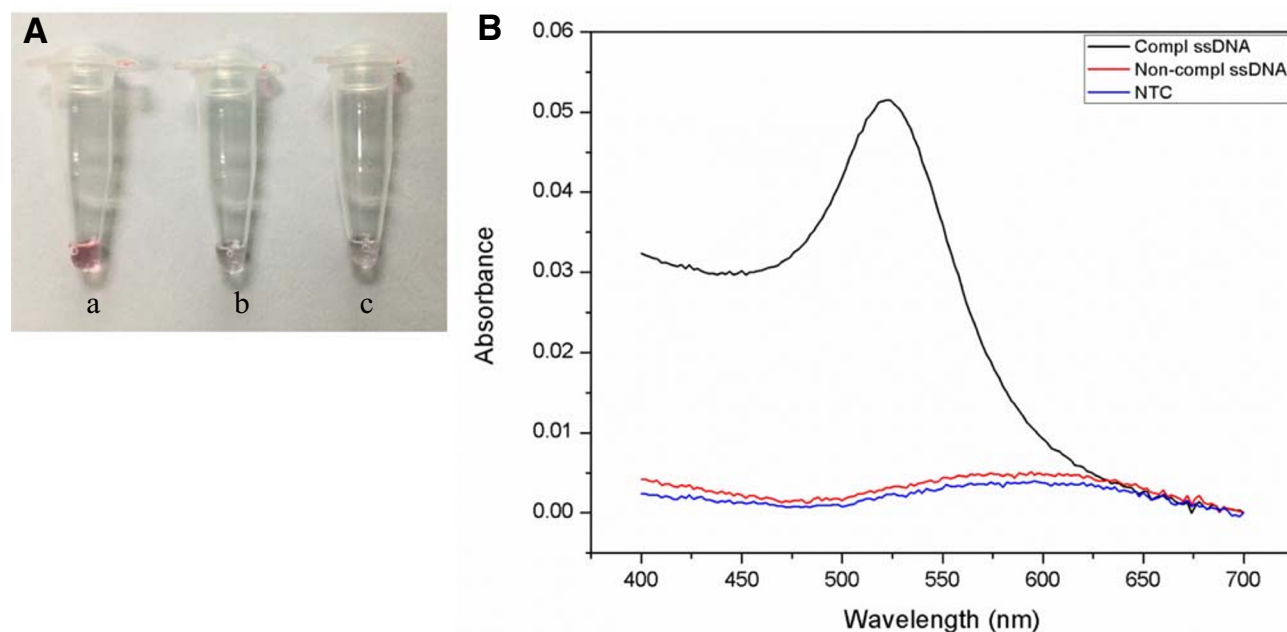 A
a b c
B
Compl ssDNA
Non-compl ssDNA
NTC
Absorbance
0.06
0.05
0.04
0.03
0.02
0.01
0.00
400 450 500 550 600 650 700
Wavelength (nm)